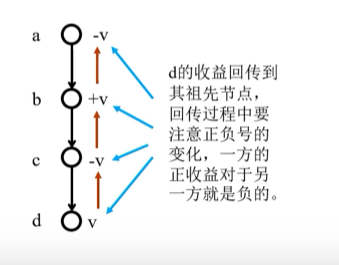 a -v
b +v
c -v
d v
d的收益回传到
其祖先节点，
回传过程中要
注意正负号的
变化，一方的
正收益对于另
一方就是负的。